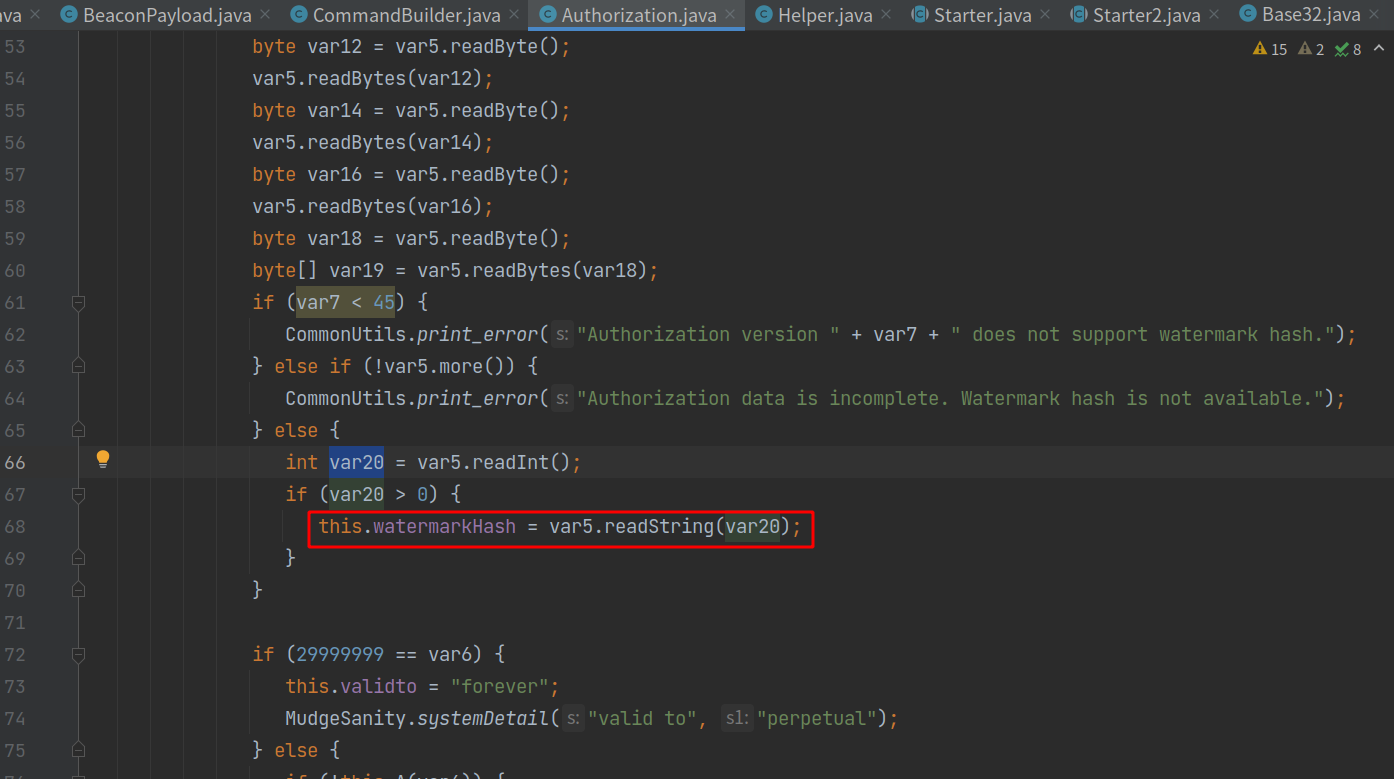 va BeaconPayload.java CommandBuilder.java Authorization.java Helper.java Starter.java Starter2.java Base32.java
15 2 8
53 byte var12 = var5.readByte();
54 var5.readBytes(var12);
55 byte var14 = var5.readByte();
56 var5.readBytes(var14);
57 byte var16 = var5.readByte();
58 var5.readBytes(var16);
59 byte var18 = var5.readByte();
60 byte[] var19 = var5.readBytes(var18);
61 if (var7 < 45) {
62 CommonUtils.print_error( s: "Authorization version " + var7 + " does not support watermark hash.");
63 } else if (!var5.more()) {
64 CommonUtils.print_error( s: "Authorization data is incomplete. Watermark hash is not available.");
65 } else {
66 int var20 = var5.readInt();
67 if (var20 > 0) {
68 this.watermarkHash = var5.readString(var20);
69 }
70 }
71
72 if (29999999 == var6) {
73 this.validto = "forever";
74 MudgeSanity.systemDetail( s: "valid to", s1: "perpetual");
75 } else {
76 if (!this.A(var6)) {